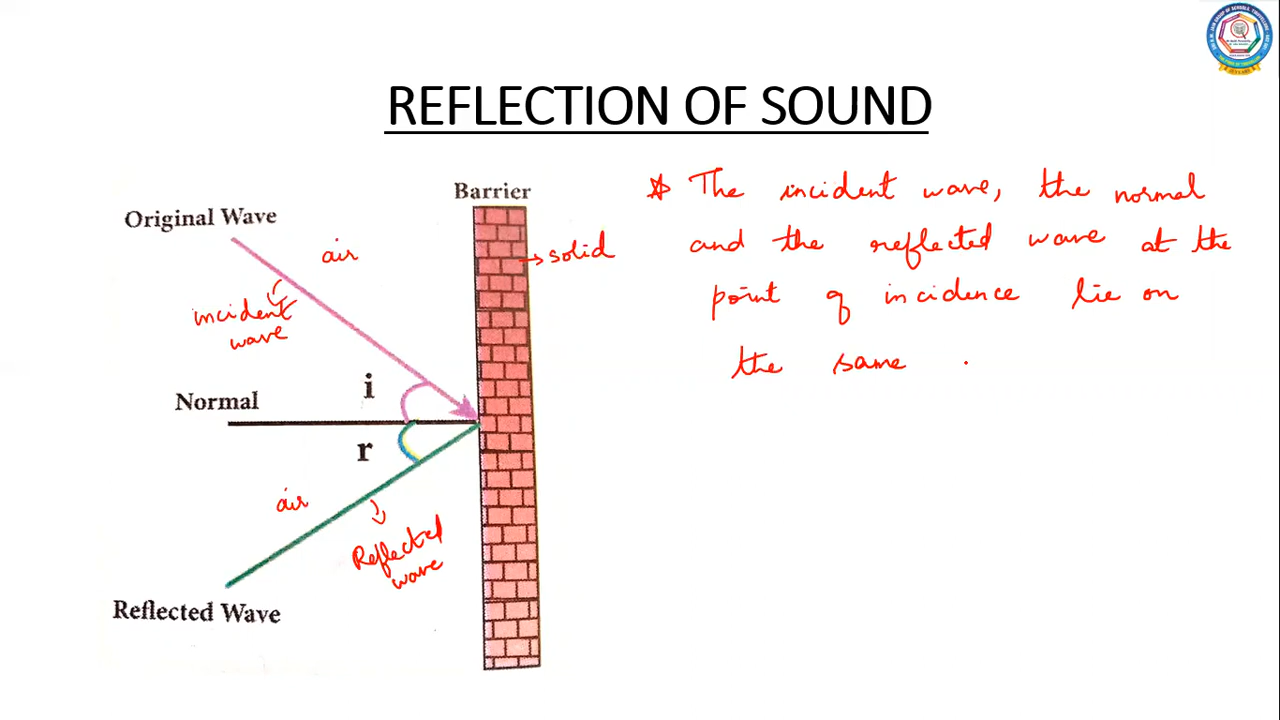 REFLECTION OF SOUND
Barrier
Original Wave
air
solid
incident
wave
i
Normal
r
air
Reflected
wave
Reflected Wave
☆ The incident wave, the normal
and the reflected wave at the
point of incidence lie on
the same